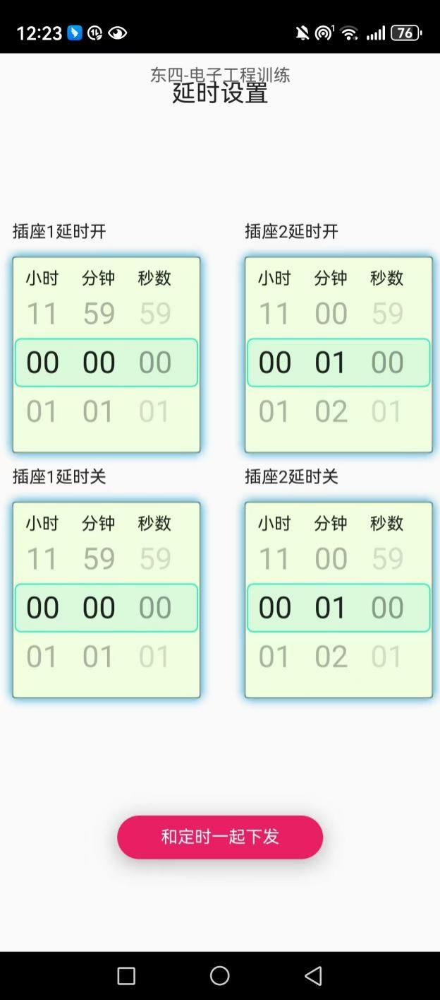 12:23
1
76
东四-电子工程训练
延时设置
插座1延时开 插座2延时开
小时 分钟 秒数 小时 分钟 秒数
11 59 59 11 00 59
00 00 00 00 01 00
01 01 01 01 02 01
插座1延时关 插座2延时关
小时 分钟 秒数 小时 分钟 秒数
11 59 59 11 00 59
00 00 00 00 01 00
01 01 01 01 02 01
和定时一起下发